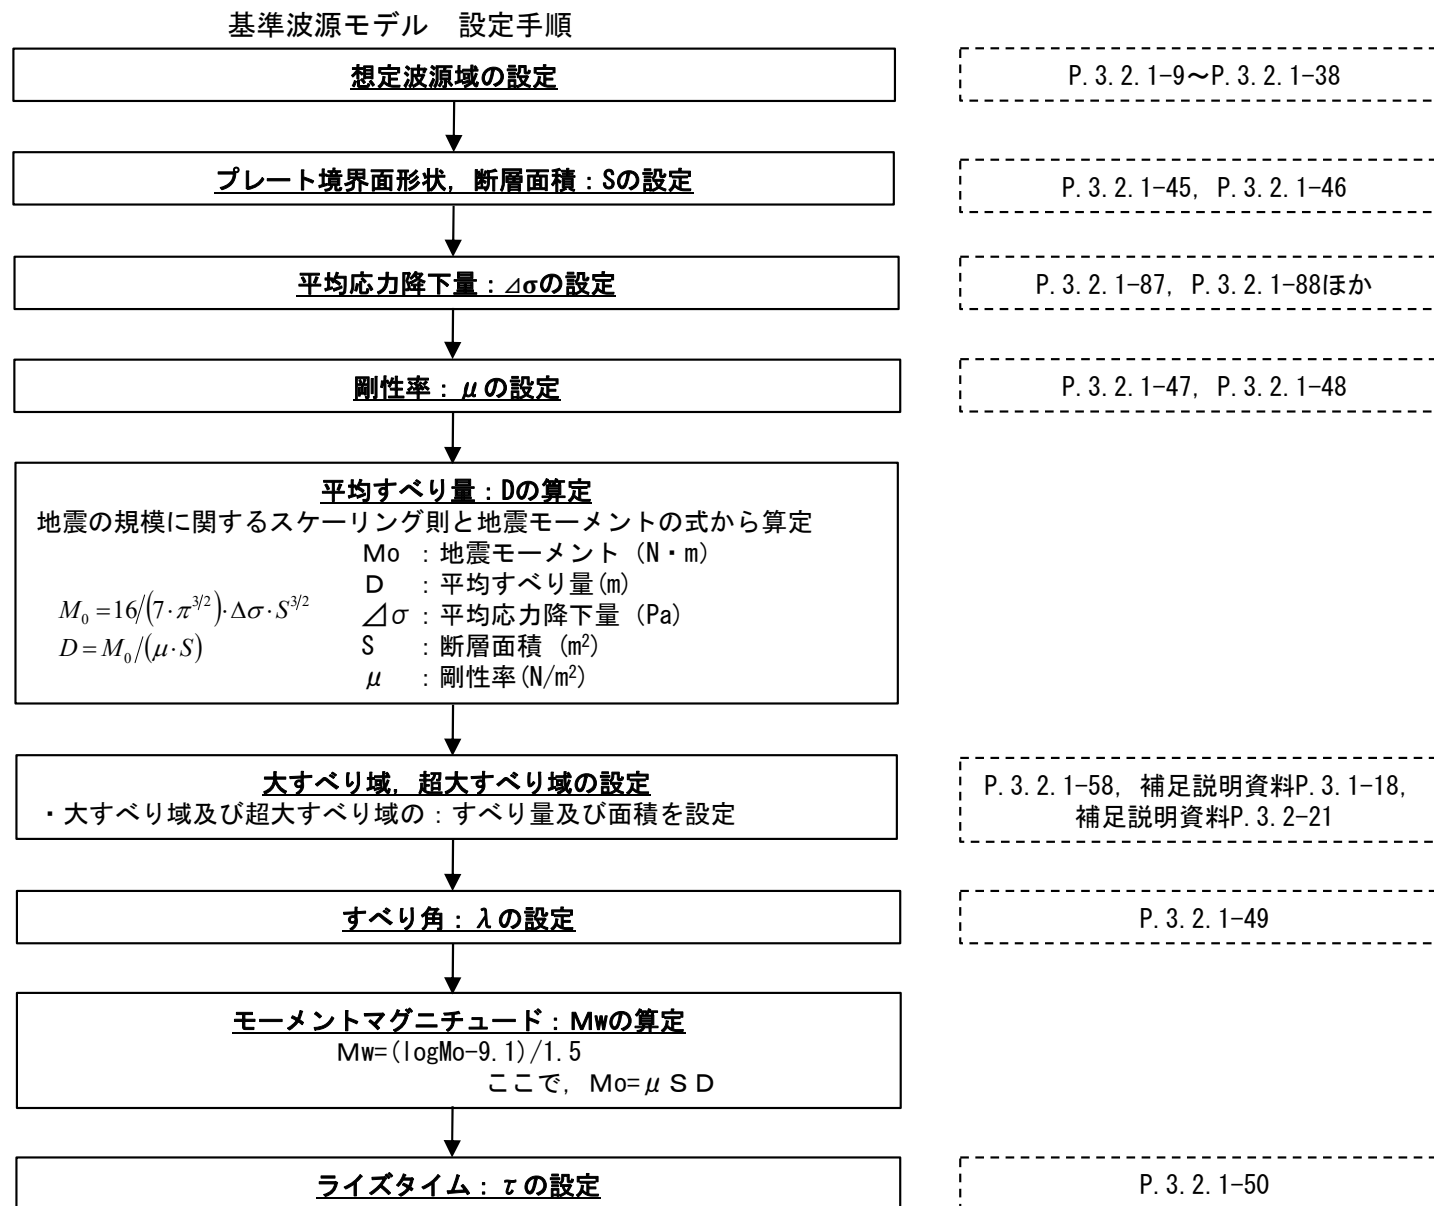 基準波源モデル　設定手順
想定波源域の設定
P.3.2.1-9～P.3.2.1-38
プレート境界面形状，断層面積：Sの設定
P.3.2.1-45，P.3.2.1-46
平均応力降下量：⊿σの設定
P.3.2.1-87，P.3.2.1-88ほか
剛性率：μの設定
P.3.2.1-47，P.3.2.1-48
平均すべり量：Dの算定
地震の規模に関するスケーリング則と地震モーメントの式から算定
Mo ：地震モーメント (N・m)
D ：平均すべり量(m)
M₀=16/(7・π^{3/2})・Δσ・S^{3/2}
⊿σ：平均応力降下量 (Pa)
D=M₀/(μ・S)
S ：断層面積 (m²)
μ ：剛性率(N/m²)
大すべり域，超大すべり域の設定
・大すべり域及び超大すべり域の：すべり量及び面積を設定
P.3.2.1-58，補足説明資料P.3.1-18，
補足説明資料P.3.2-21
すべり角：λの設定
P.3.2.1-49
モーメントマグニチュード：Mwの算定
Mw=(logMo-9.1)/1.5
ここで，Mo=μSD
ライズタイム：τの設定
P.3.2.1-50